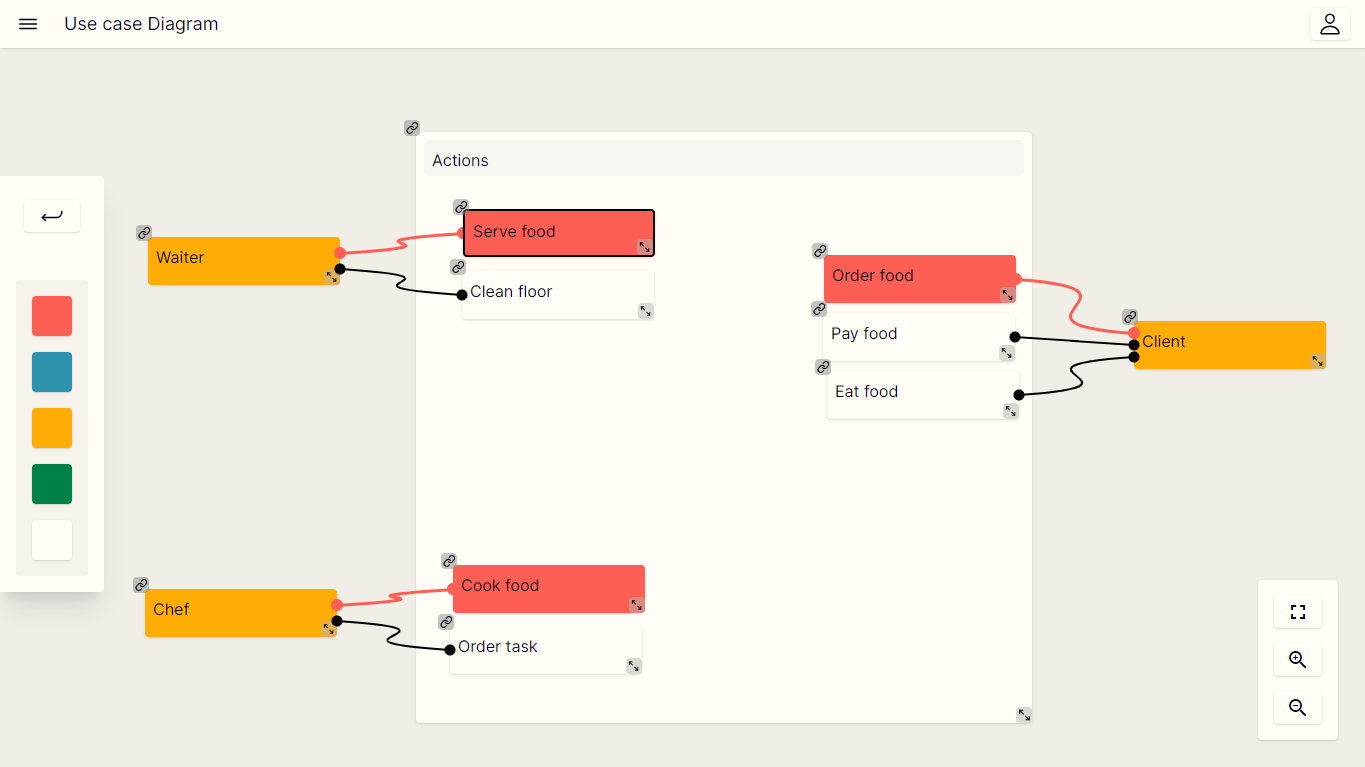 Use case Diagram
Actions
Serve food
Waiter
Clean floor
Order food
Pay food
Client
Eat food
Cook food
Chef
Order task